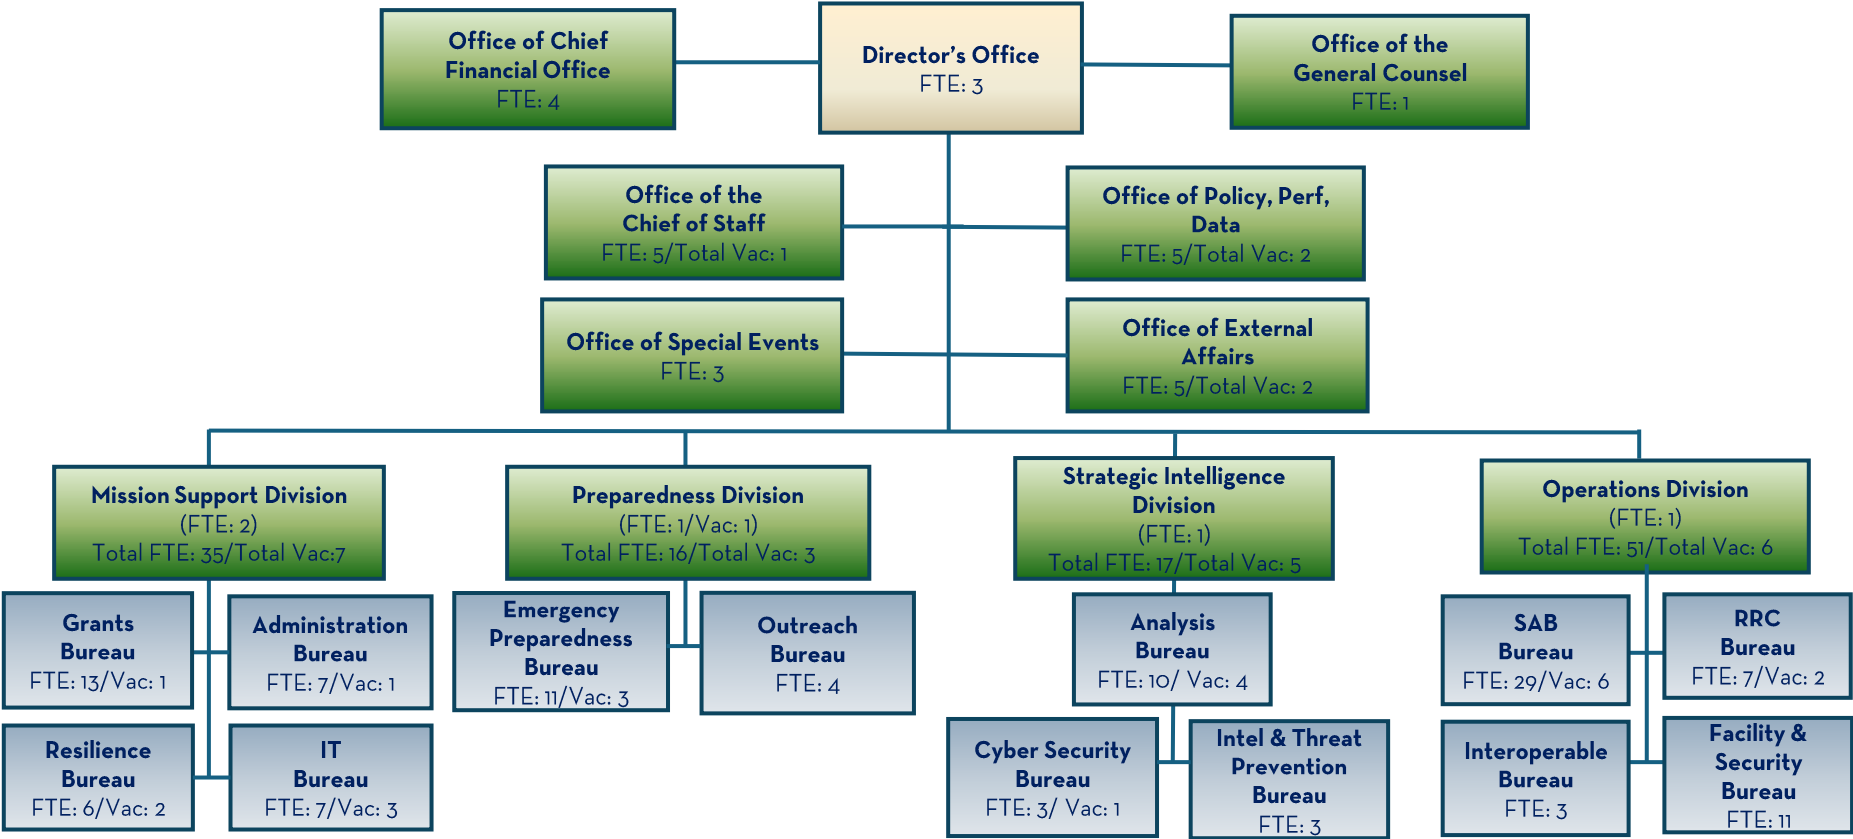 Office of Chief
Financial Office
FTE: 4
Director's Office
FTE: 3
Office of the
General Counsel
FTE: 1
Office of the
Chief of Staff
FTE: 5/Total Vac: 1
Office of Policy, Perf,
Data
FTE: 5/Total Vac: 2
Office of Special Events
FTE: 3
Office of External
Affairs
FTE: 5/Total Vac: 2
Mission Support Division
(FTE: 2)
Total FTE: 35/Total Vac:7
Preparedness Division
(FTE: 1/Vac: 1)
Total FTE: 16/Total Vac: 3
Strategic Intelligence
Division
(FTE: 1)
Total FTE: 17/Total Vac: 5
Operations Division
(FTE: 1)
Total FTE: 51/Total Vac: 6
Grants
Bureau
FTE: 13/Vac: 1
Administration
Bureau
FTE: 7/Vac: 1
Emergency
Preparedness
Bureau
FTE: 11/Vac: 3
Outreach
Bureau
FTE: 4
Analysis
Bureau
FTE: 10/ Vac: 4
SAB
Bureau
FTE: 29/Vac: 6
RRC
Bureau
FTE: 7/Vac: 2
Resilience
Bureau
FTE: 6/Vac: 2
IT
Bureau
FTE: 7/Vac: 3
Cyber Security
Bureau
FTE: 3/ Vac: 1
Intel & Threat
Prevention
Bureau
FTE: 3
Interoperable
Bureau
FTE: 3
Facility &
Security
Bureau
FTE: 11